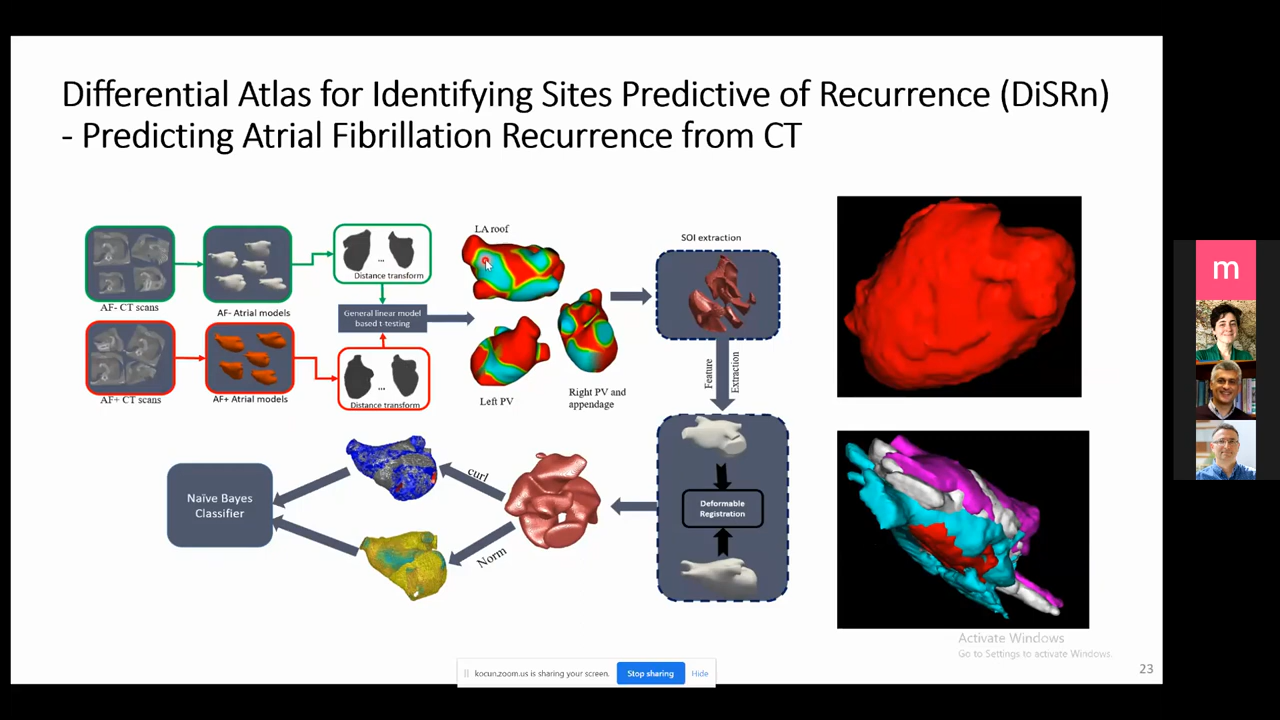 Differential Atlas for Identifying Sites Predictive of Recurrence (DiSRn)
- Predicting Atrial Fibrillation Recurrence from CT
AF- CT scans
AF- Atrial models
...
Distance transform
General linear model
based t-testing
AF+ CT scans
AF+ Atrial models
...
Distance transform
LA roof
Left PV
Right PV and
appendage
SOI extraction
Feature
Extraction
Deformable
Registration
curl
Norm
Naïve Bayes
Classifier
m
Activate Windows
Go to Settings to activate Windows.
kocun.zoom.us is sharing your screen.
Stop sharing
Hide
23